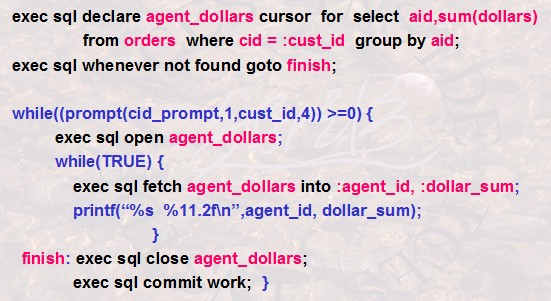 exec sql declare agent_dollars cursor for select aid,sum(dollars)
from orders where cid = :cust_id group by aid;
exec sql whenever not found goto finish;
while((prompt(cid_prompt,1,cust_id,4)) >=0) {
exec sql open agent_dollars;
while(TRUE) {
exec sql fetch agent_dollars into :agent_id, :dollar_sum;
printf(“%s %11.2f\n”,agent_id, dollar_sum);
}
finish: exec sql close agent_dollars;
exec sql commit work; }